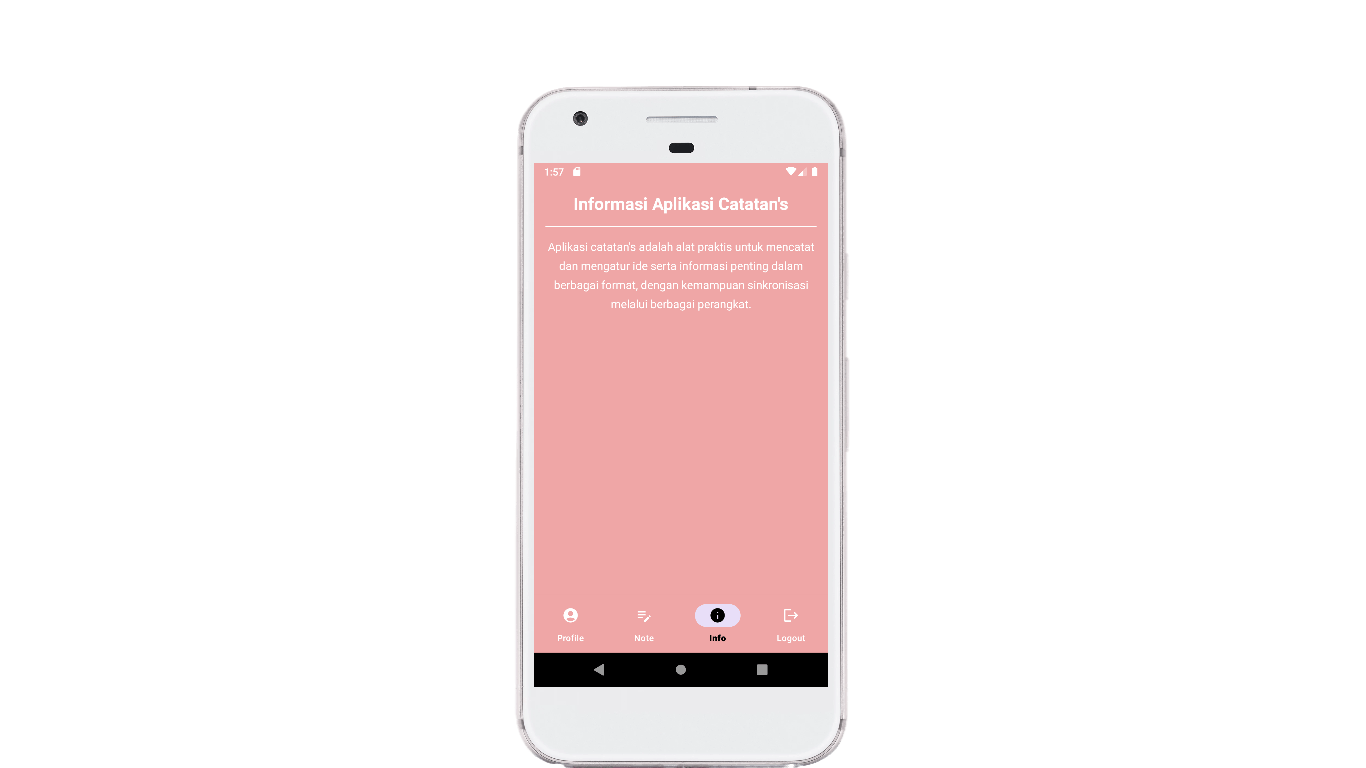 1:57
Informasi Aplikasi Catatan's
Aplikasi catatan's adalah alat praktis untuk mencatat
dan mengatur ide serta informasi penting dalam
berbagai format, dengan kemampuan sinkronisasi
melalui berbagai perangkat.
Profile Note Info Logout